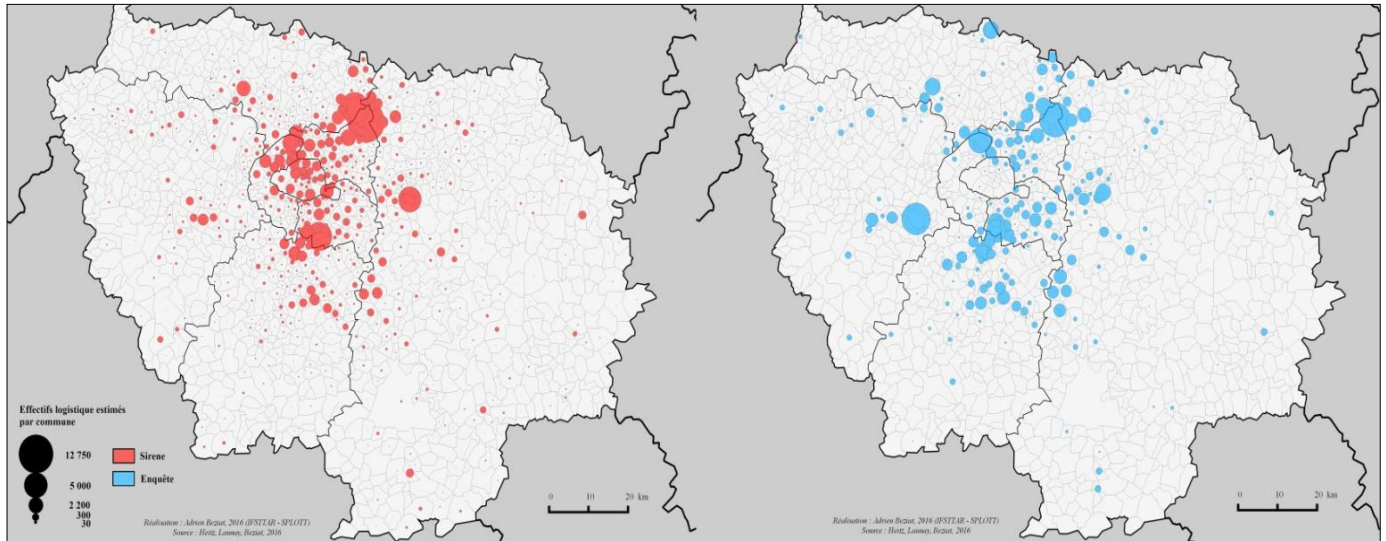 Effectifs logistique estimés
par commune
12 750
5 000
2 200
300
30
Sirene
Enquête
0 10 20 km
Réalisation : Adrien Beziat, 2016 (IFSTTAR - SPLOTT)
Source : Heitz, Launay, Beziat, 2016
0 10 20 km
Réalisation : Adrien Beziat, 2016 (IFSTTAR - SPLOTT)
Source : Heitz, Launay, Beziat, 2016